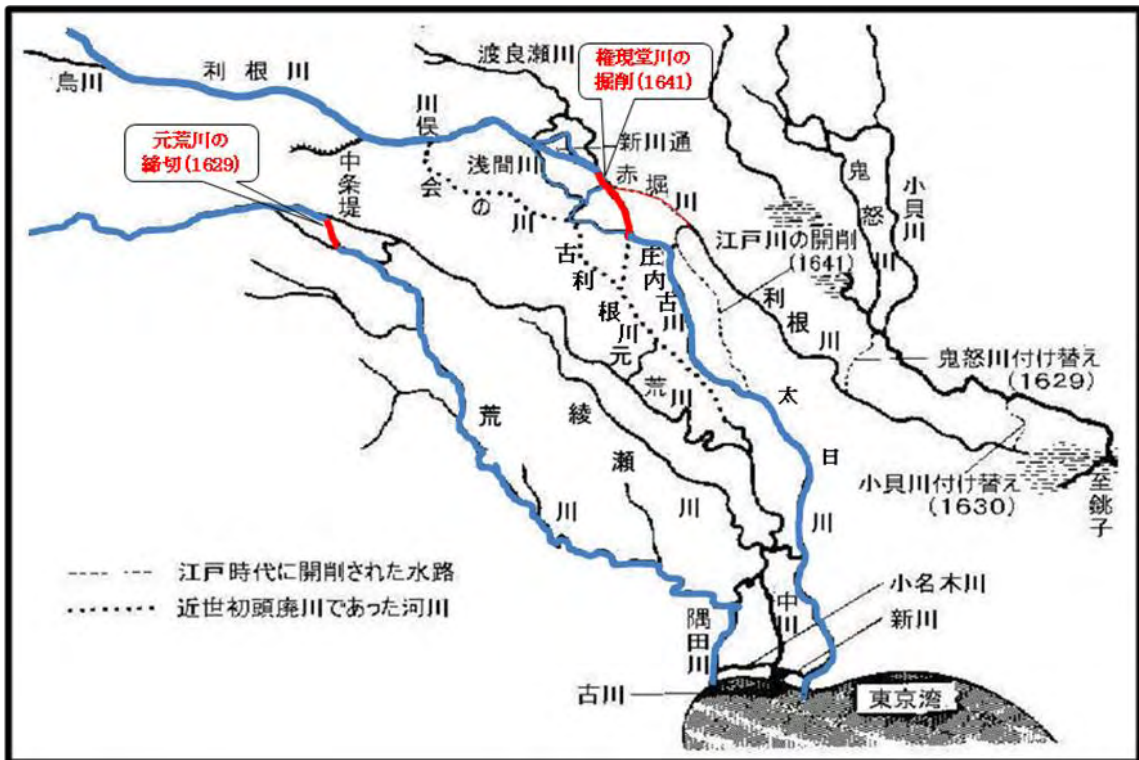 烏川
利根川
渡良瀬川
権現堂川の
掘削(1641)
元荒川の
締切(1629)
中条堤
川俣
会の川
浅間川
新川通
赤堀川
鬼怒川
小貝川
江戸川の開削
(1641)
古利根川
庄内古川
利根川
元荒川
鬼怒川付け替え
(1629)
太日川
荒川
綾瀬川
小貝川付け替え
(1630)
至銚子
江戸時代に開削された水路
近世初頭廃川であった河川
隅田川
中川
小名木川
新川
古川
東京湾